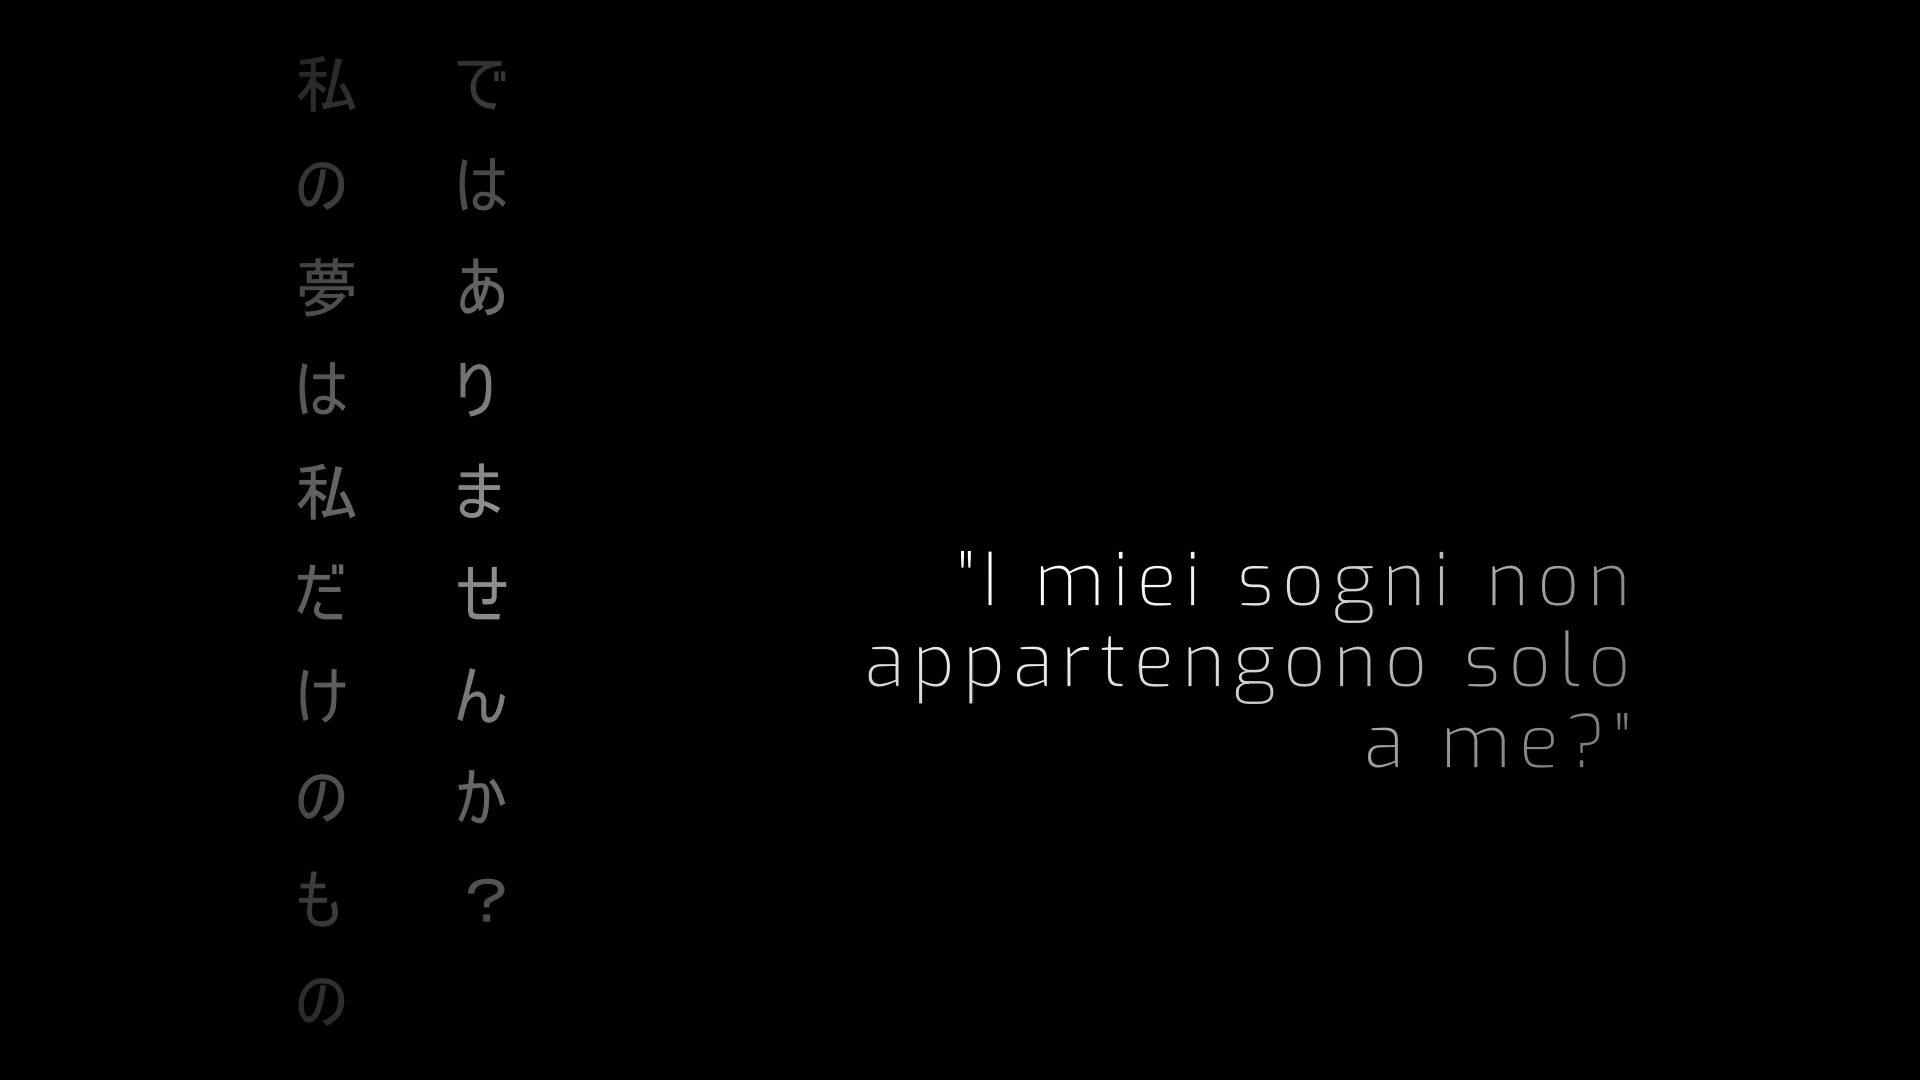 私の夢は私だけのもの
ではありませんか？
"I miei sogni non
appartengono solo
a me?"